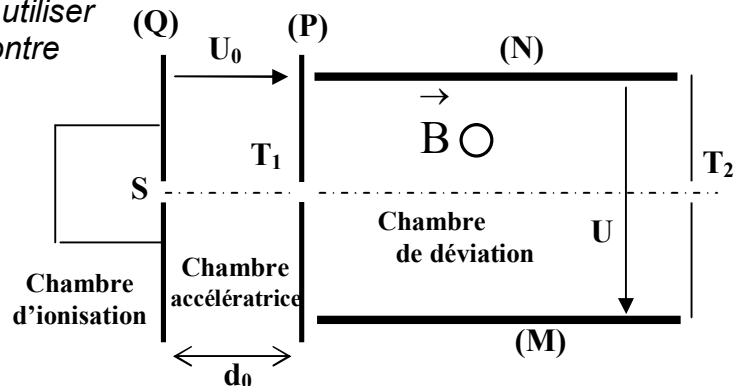 utiliser
ontre
(Q)
(P)
U₀
(N)
B
T₁
T₂
S
Chambre
de déviation
U
Chambre
d'ionisation
Chambre
accélératrice
(M)
d₀